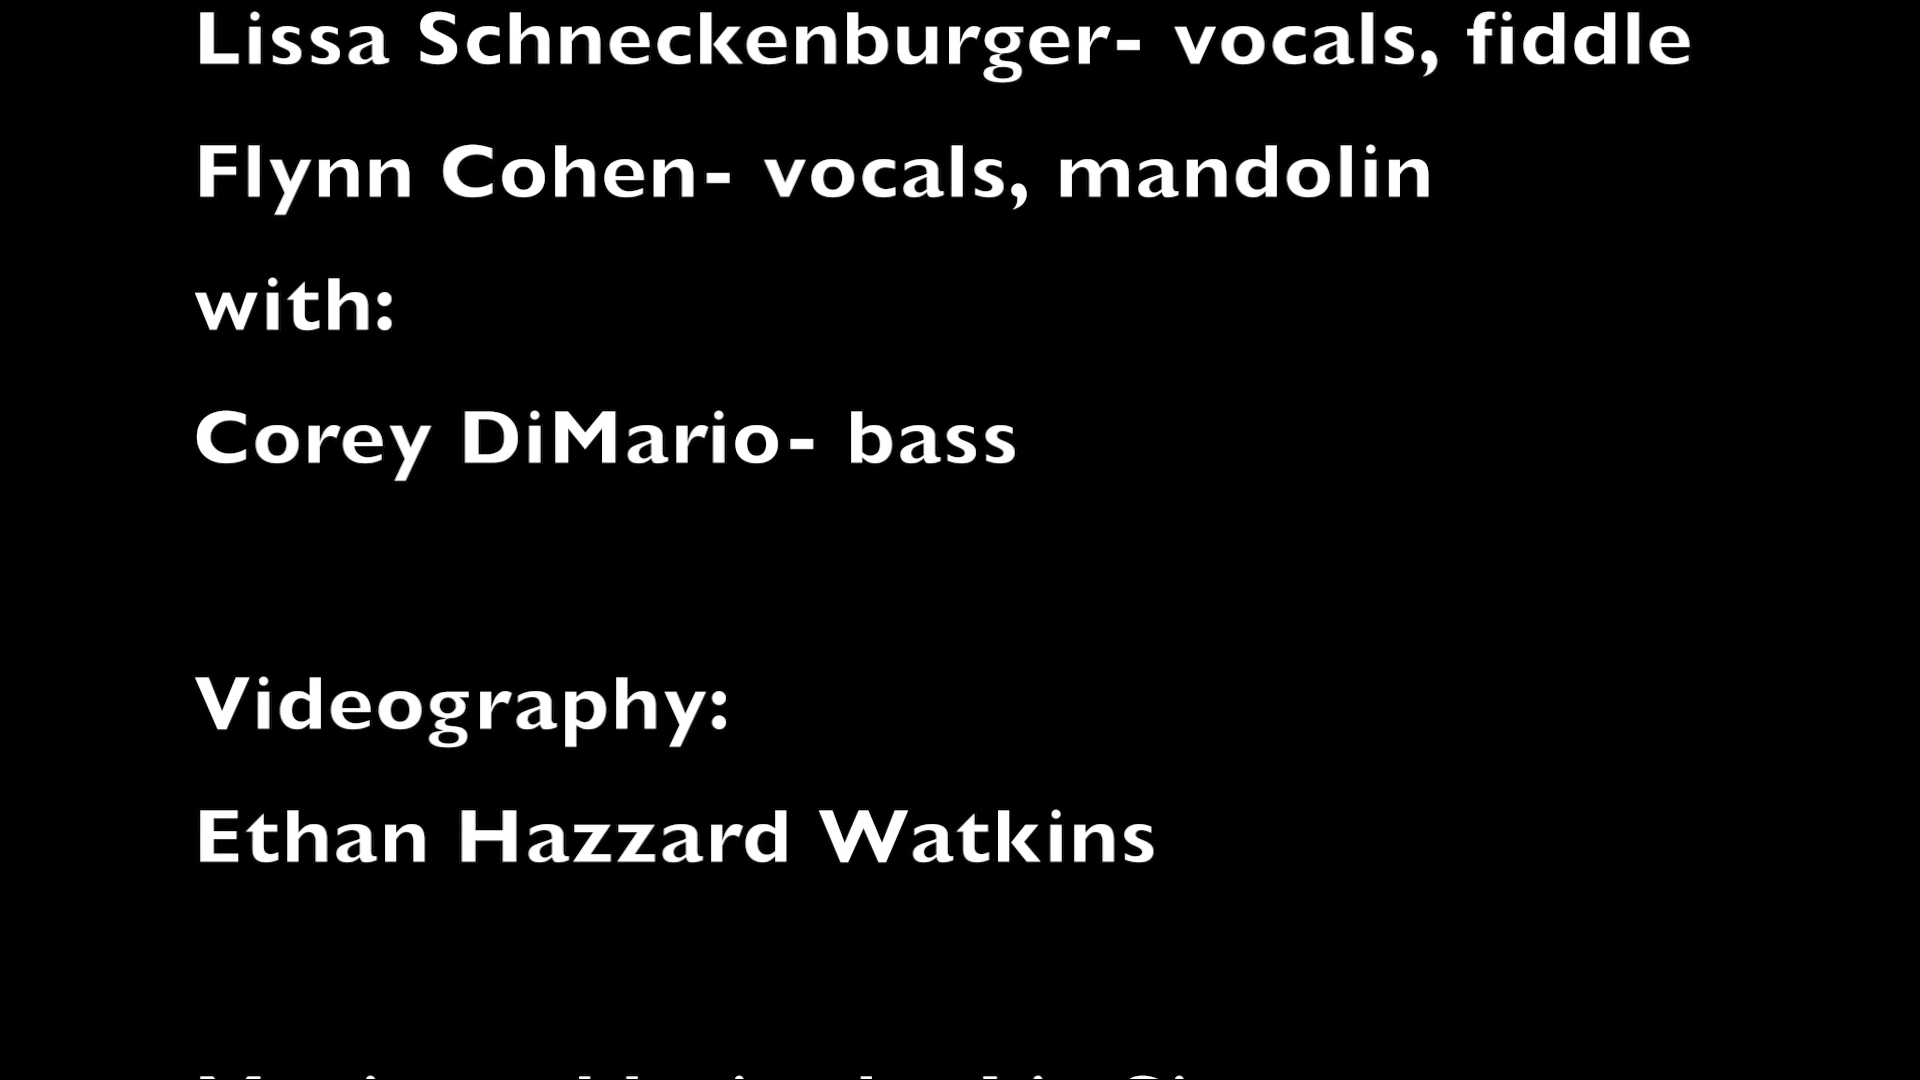 Lissa Schneckenburger- vocals, fiddle
Flynn Cohen- vocals, mandolin
with:
Corey DiMario- bass
Videography:
Ethan Hazzard Watkins